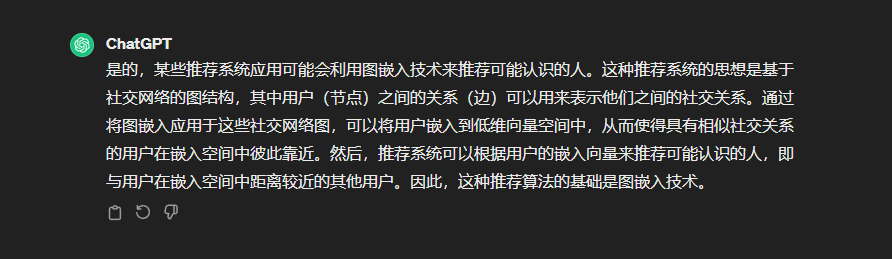 ChatGPT
是的，某些推荐系统应用可能会利用图嵌入技术来推荐可能认识的人。这种推荐系统的思想是基于
社交网络的图结构，其中用户（节点）之间的关系（边）可以用来表示他们之间的社交关系。通过
将图嵌入应用于这些社交网络图，可以将用户嵌入到低维向量空间中，从而使得具有相似社交关系
的用户在嵌入空间中彼此靠近。然后，推荐系统可以根据用户的嵌入向量来推荐可能认识的人，即
与用户在嵌入空间中距离较近的其他用户。因此，这种推荐算法的基础是图嵌入技术。